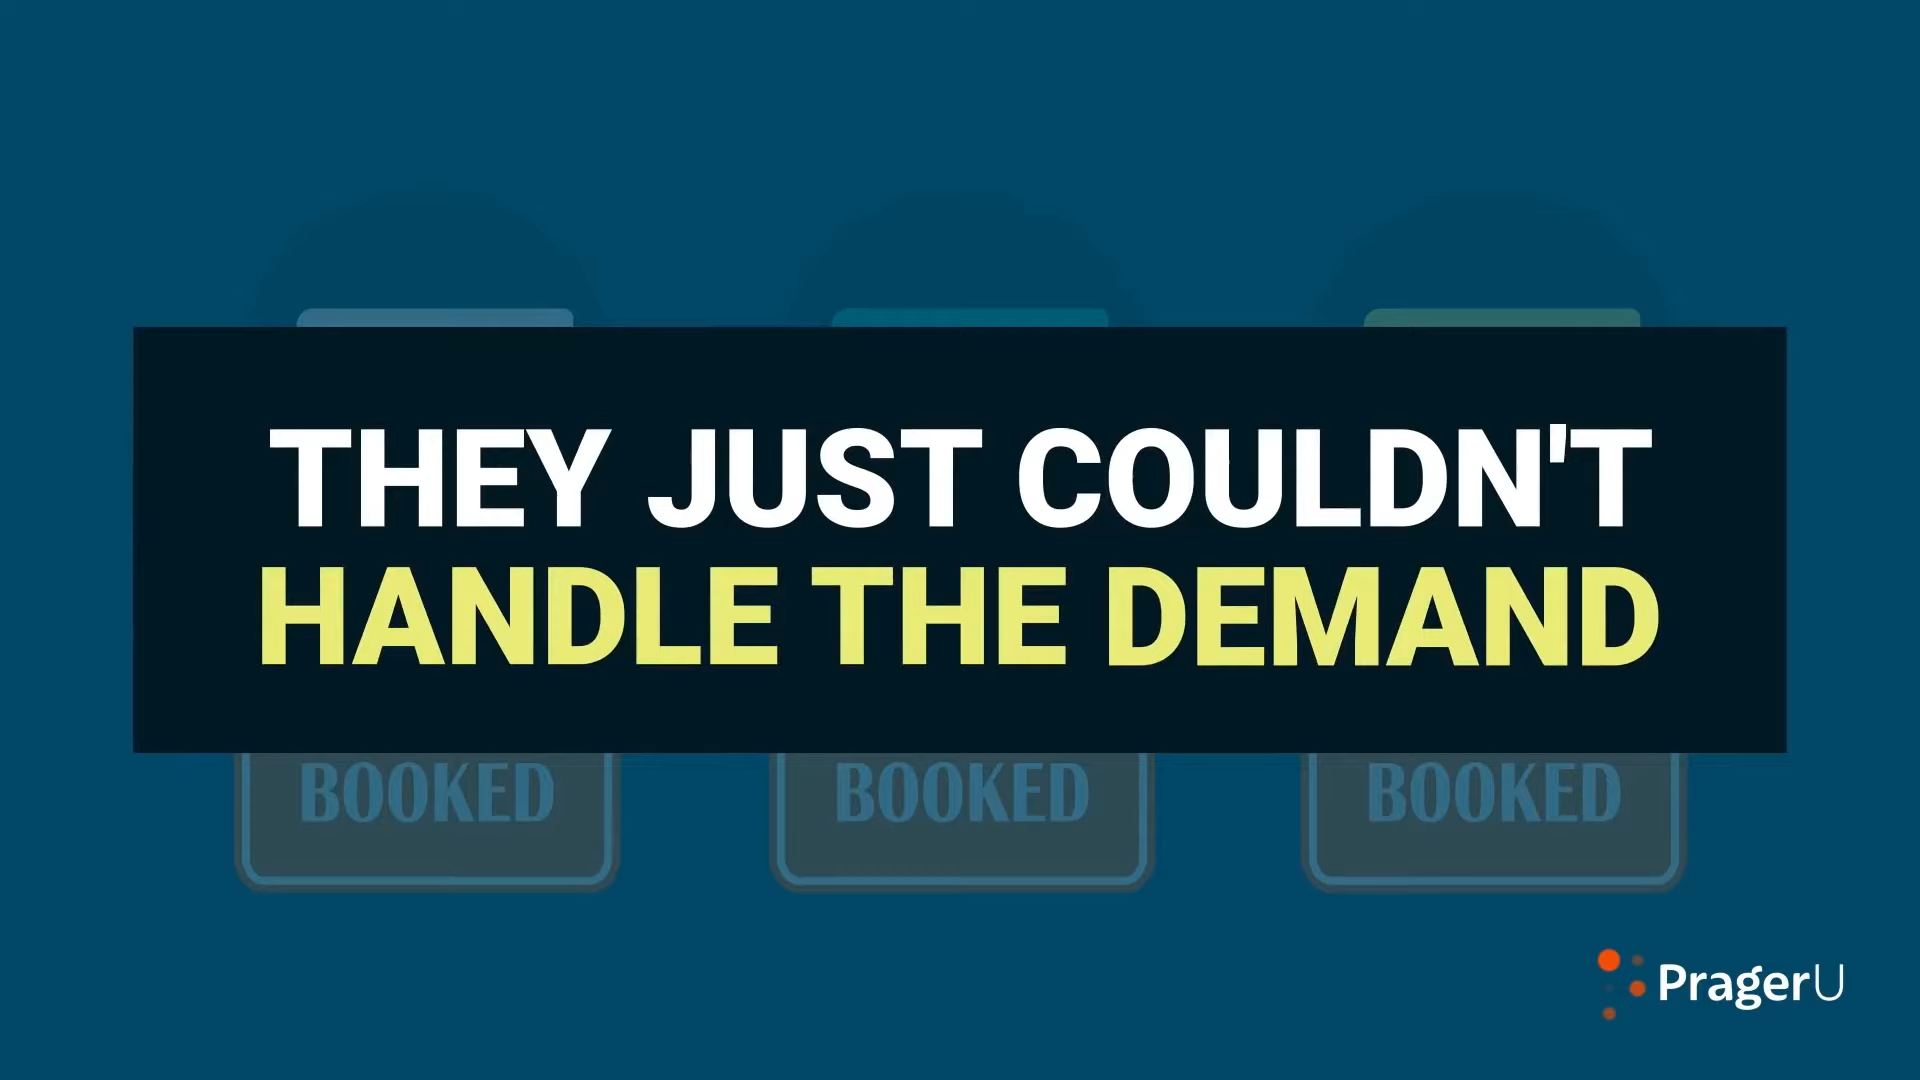 THEY JUST COULDN'T
HANDLE THE DEMAND
BOOKED BOOKED BOOKED
PragerU